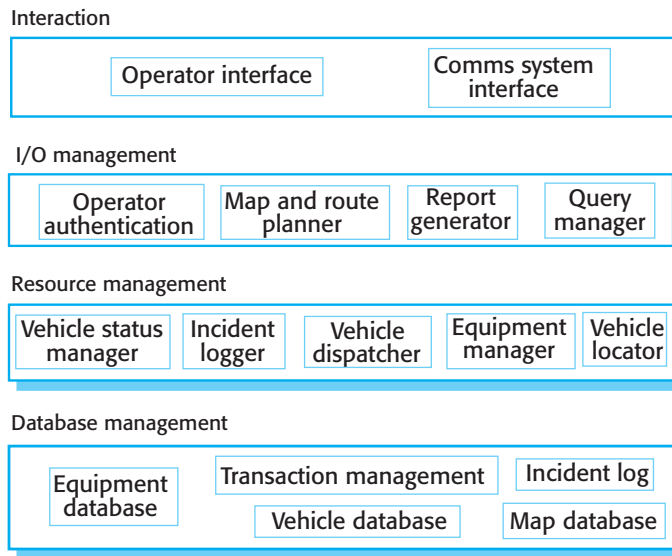 Interaction
Operator interface
Comms system
interface
I/O management
Operator
authentication
Map and route
planner
Report
generator
Query
manager
Resource management
Vehicle status
manager
Incident
logger
Vehicle
dispatcher
Equipment
manager
Vehicle
locator
Database management
Equipment
database
Transaction management
Incident log
Vehicle database
Map database